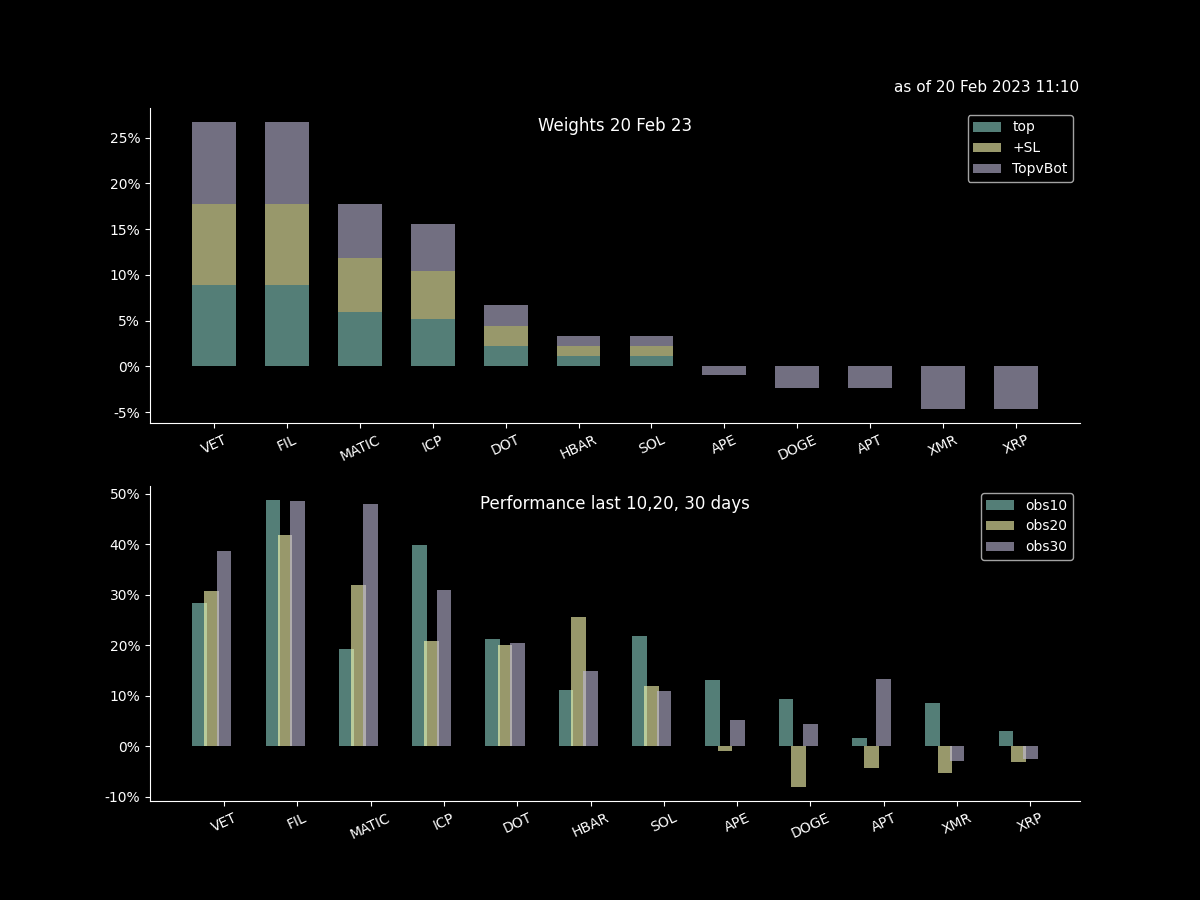 as of 20 Feb 2023 11:10
Weights 20 Feb 23
top
+SL
TopvBot
25%
20%
15%
10%
5%
0%
-5%
VET FIL MATIC ICP DOT HBAR SOL APE DOGE APT XMR XRP
Performance last 10,20, 30 days
obs10
obs20
obs30
50%
40%
30%
20%
10%
0%
-10%
VET FIL MATIC ICP DOT HBAR SOL APE DOGE APT XMR XRP